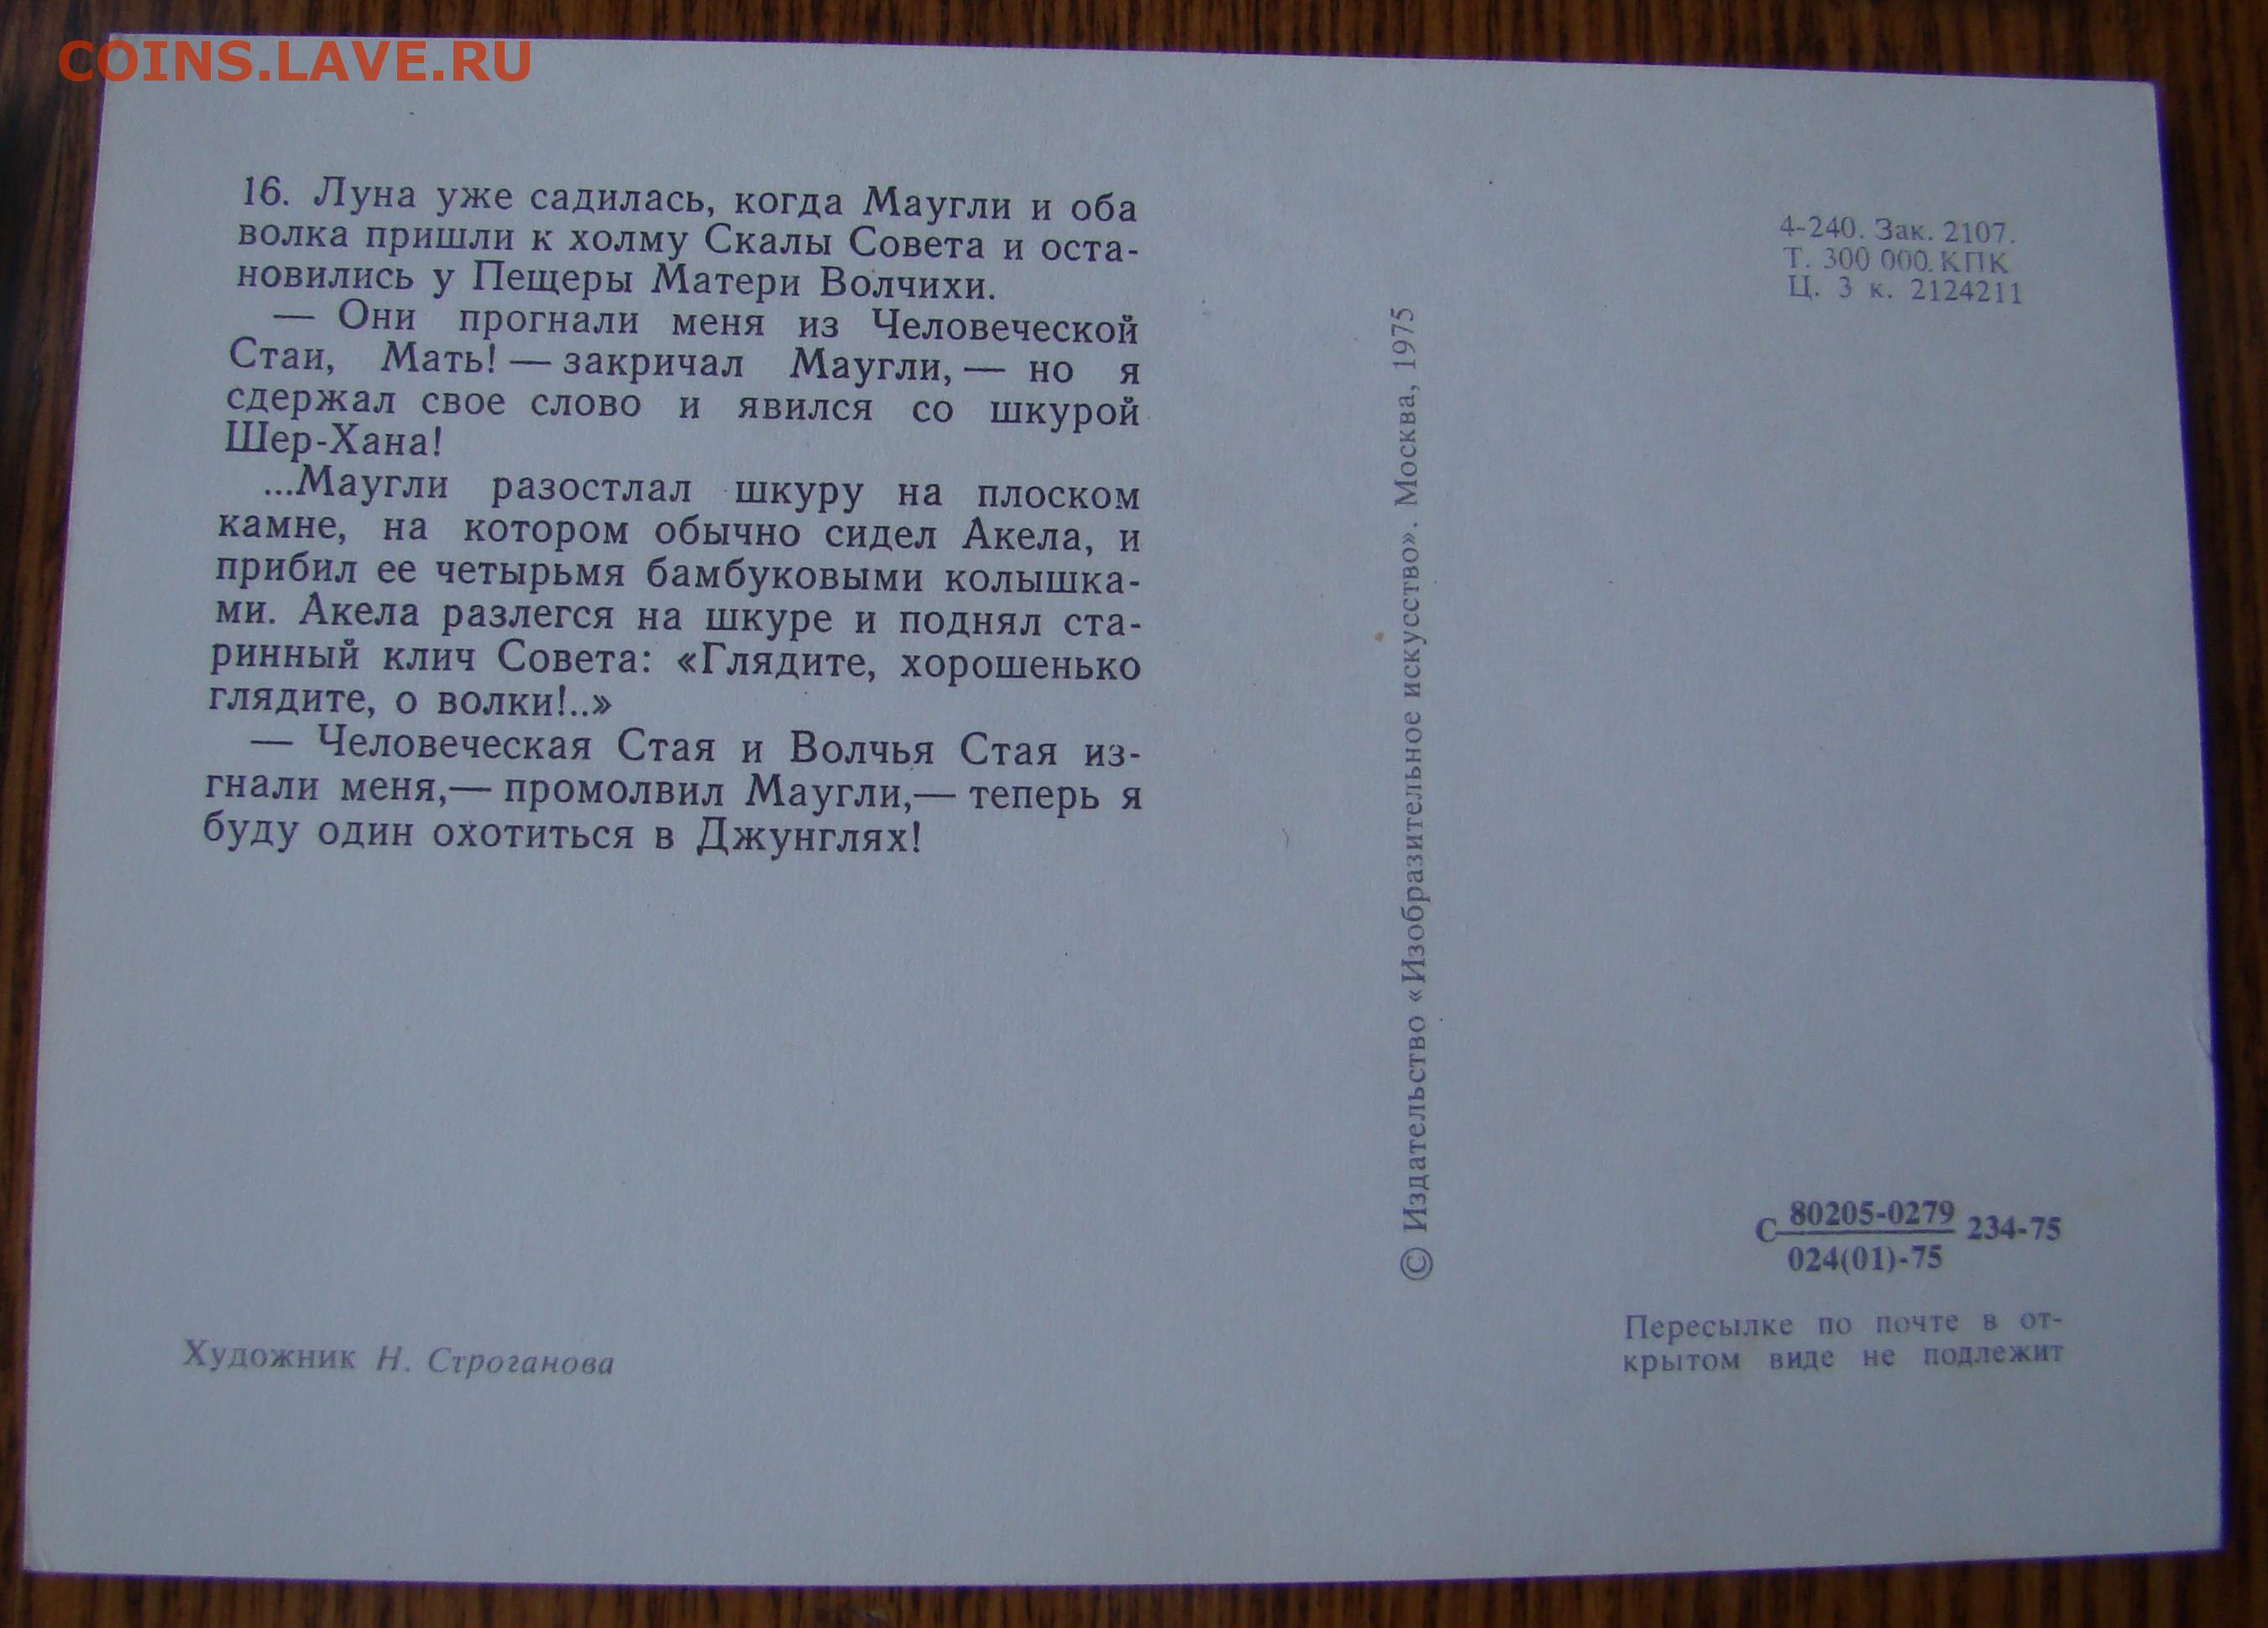 COINS.LAVE.RU
16. Луна уже садилась, когда Маугли и оба
волка пришли к холму Скалы Совета и оста-
новились у Пещеры Матери Волчихи.
— Они прогнали меня из Человеческой
Стаи, Мать! — закричал Маугли, — но я
сдержал свое слово и явился со шкурой
Шер-Хана!
...Маугли разостлал шкуру на плоском
камне, на котором обычно сидел Акела, и
прибил ее четырьмя бамбуковыми колышка-
ми. Акела разлегся на шкуре и поднял ста-
ринный клич Совета: «Глядите, хорошенько
глядите, о волки!..»
— Человеческая Стая и Волчья Стая из-
гнали меня,— промолвил Маугли,— теперь я
буду один охотиться в Джунглях!
Художник Н. Строганова
© Издательство «Изобразительное искусство». Москва, 1975
4-240. Зак. 2107.
Т. 300 000. КПК
Ц. 3 к. 2124211
С 80205-0279 234-75
024(01)-75
Пересылке по почте в от-
крытом виде не подлежит